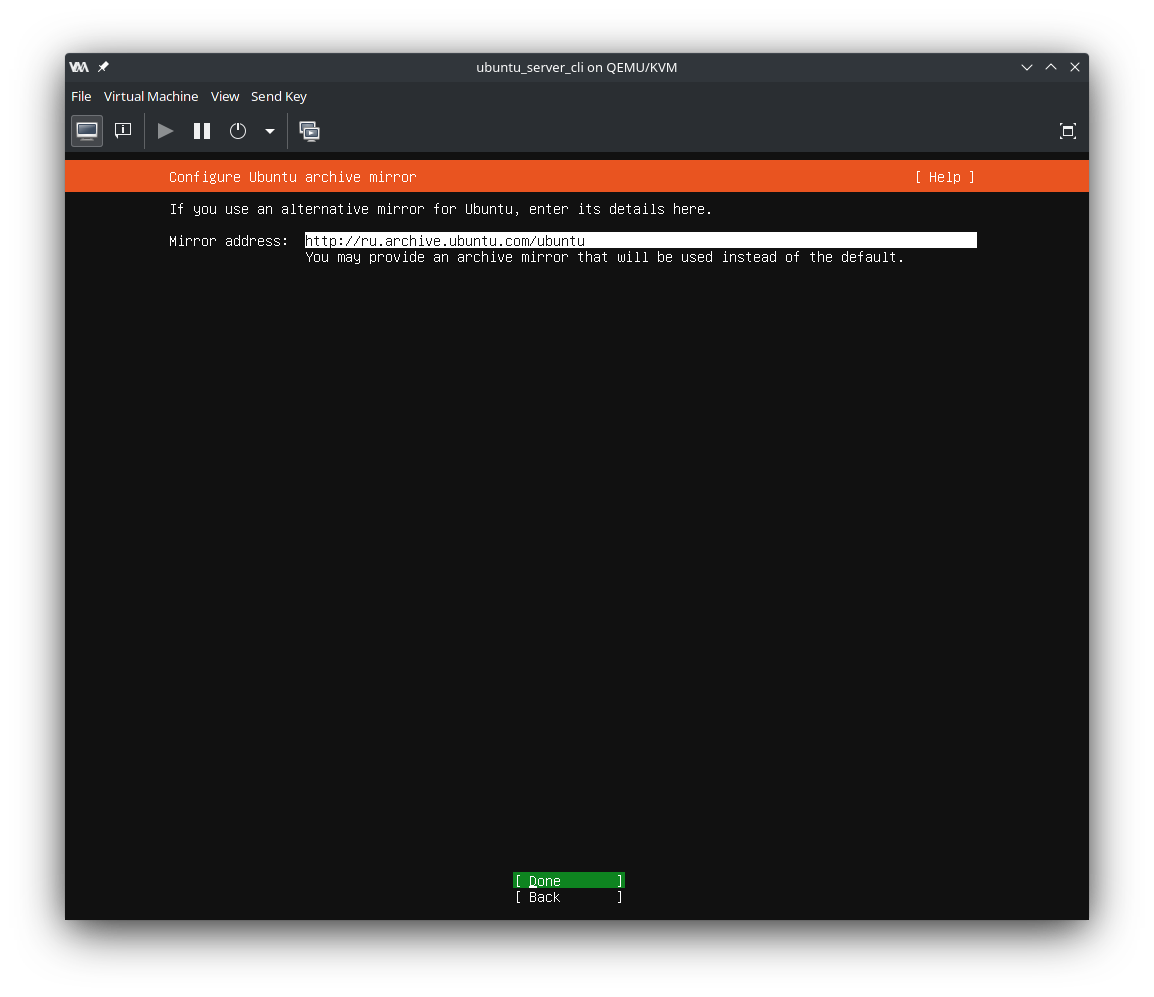 ubuntu_server_cli on QEMU/KVM
File Virtual Machine View Send Key
Configure Ubuntu archive mirror [ Help ]
If you use an alternative mirror for Ubuntu, enter its details here.
Mirror address: http://ru.archive.ubuntu.com/ubuntu
You may provide an archive mirror that will be used instead of the default.
[ Done ]
[ Back ]